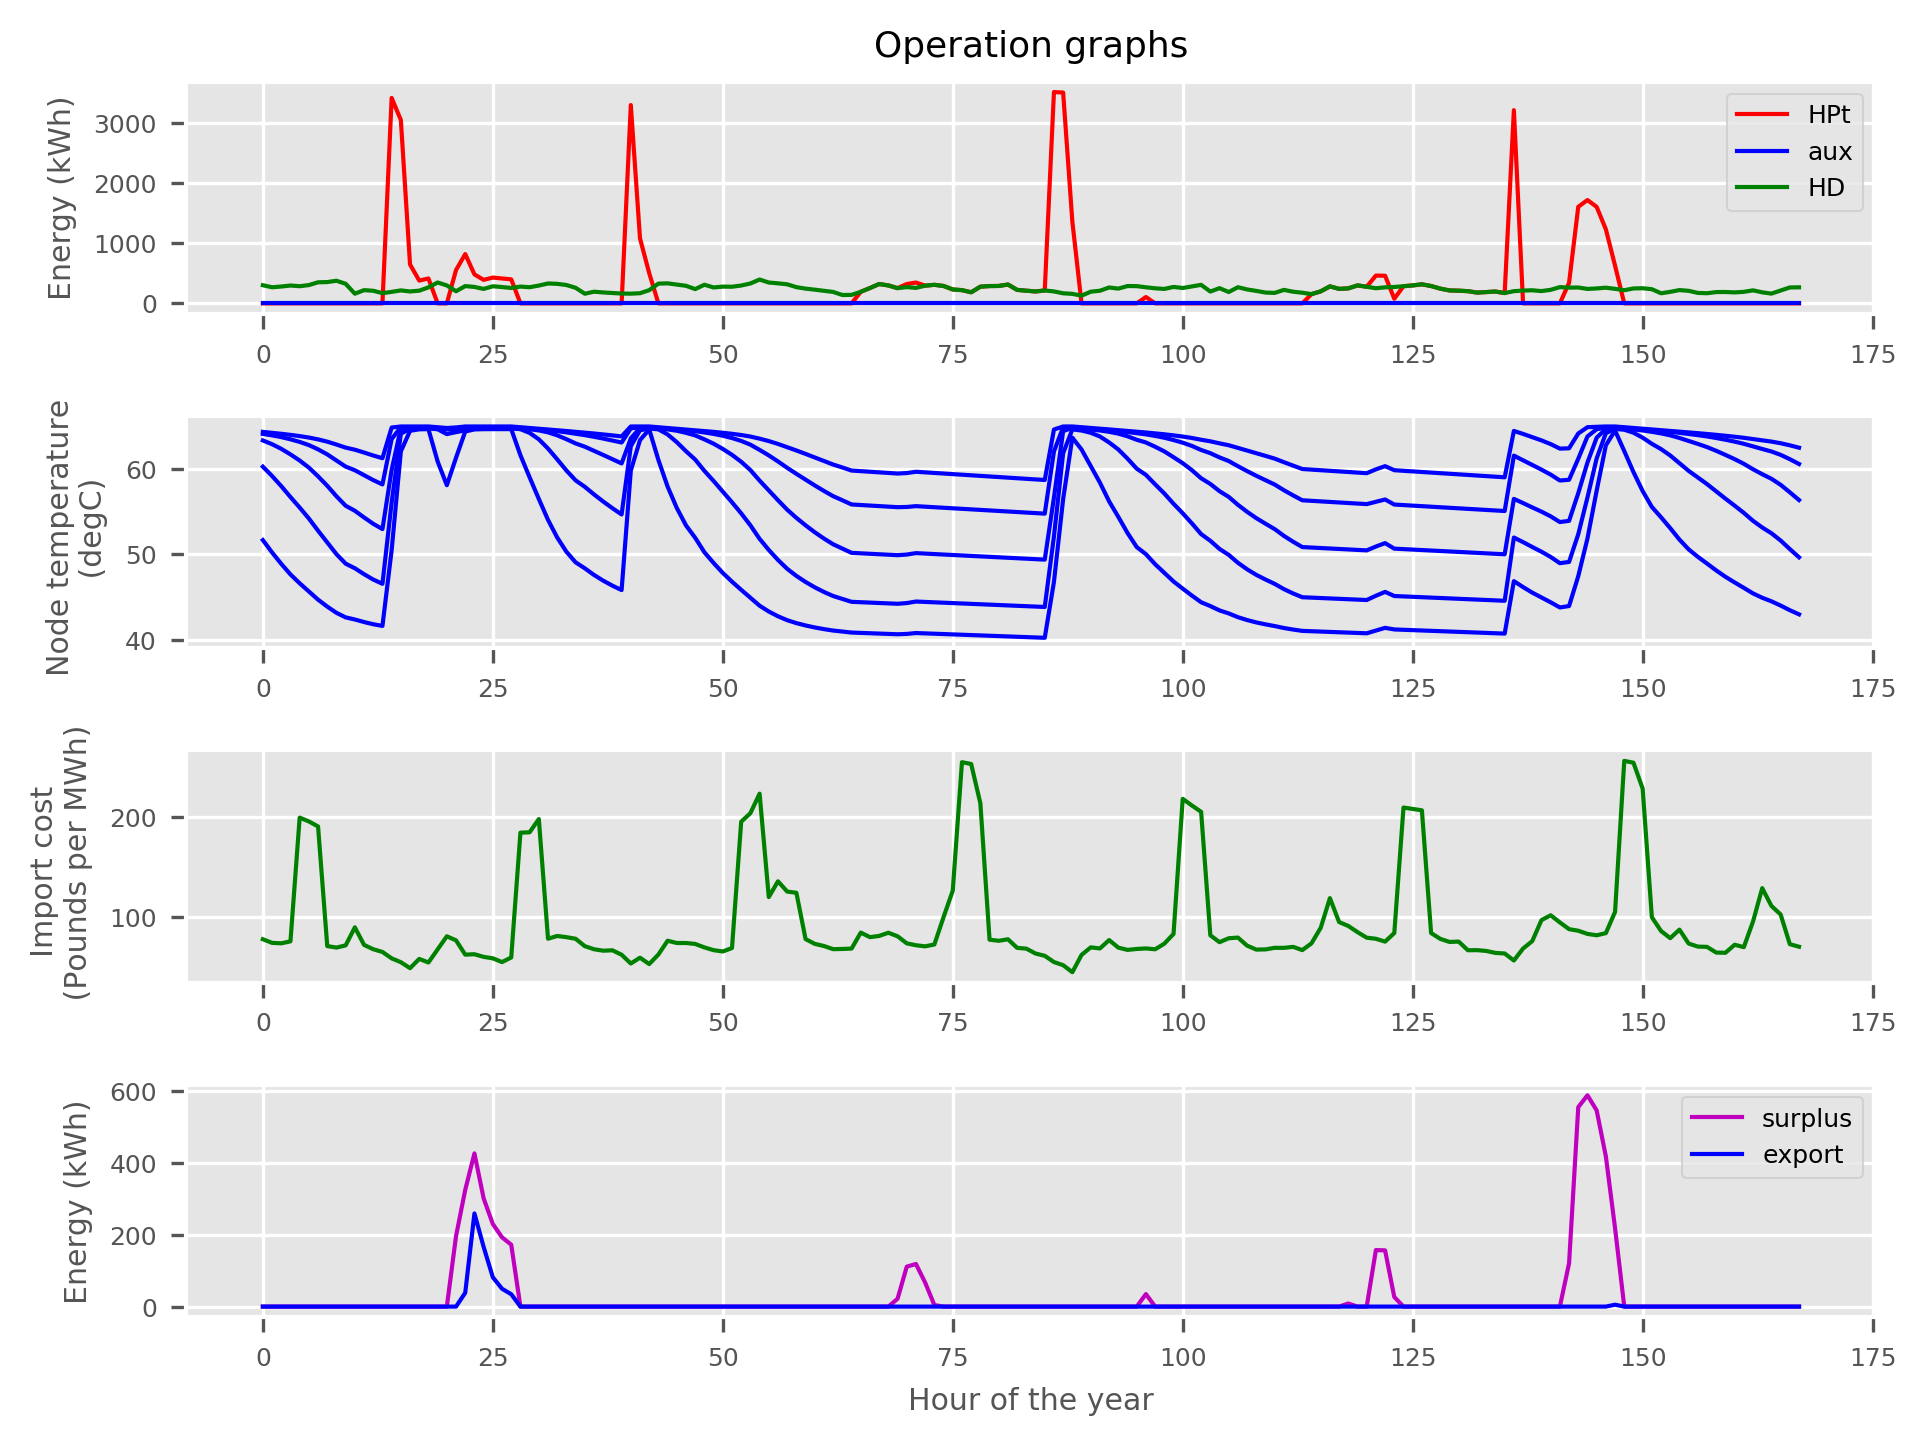 Operation graphs
Energy (kWh)
3000
2000
1000
0
HPt
aux
HD
0 25 50 75 100 125 150 175
Node temperature
(degC)
60
50
40
0 25 50 75 100 125 150 175
Import cost
(Pounds per MWh)
200
100
0 25 50 75 100 125 150 175
Energy (kWh)
600
400
200
0
surplus
export
0 25 50 75 100 125 150 175
Hour of the year